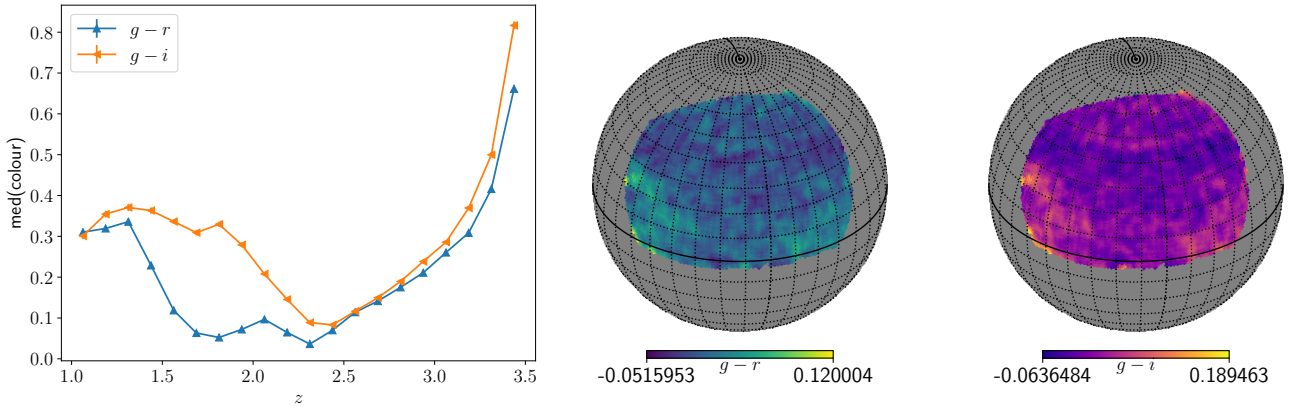 g − r
g − i
med(colour)
0.8
0.7
0.6
0.5
0.4
0.3
0.2
0.1
0.0
1.0 1.5 2.0 2.5 3.0 3.5
z
-0.0515953 g − r 0.120004
-0.0636484 g − i 0.189463